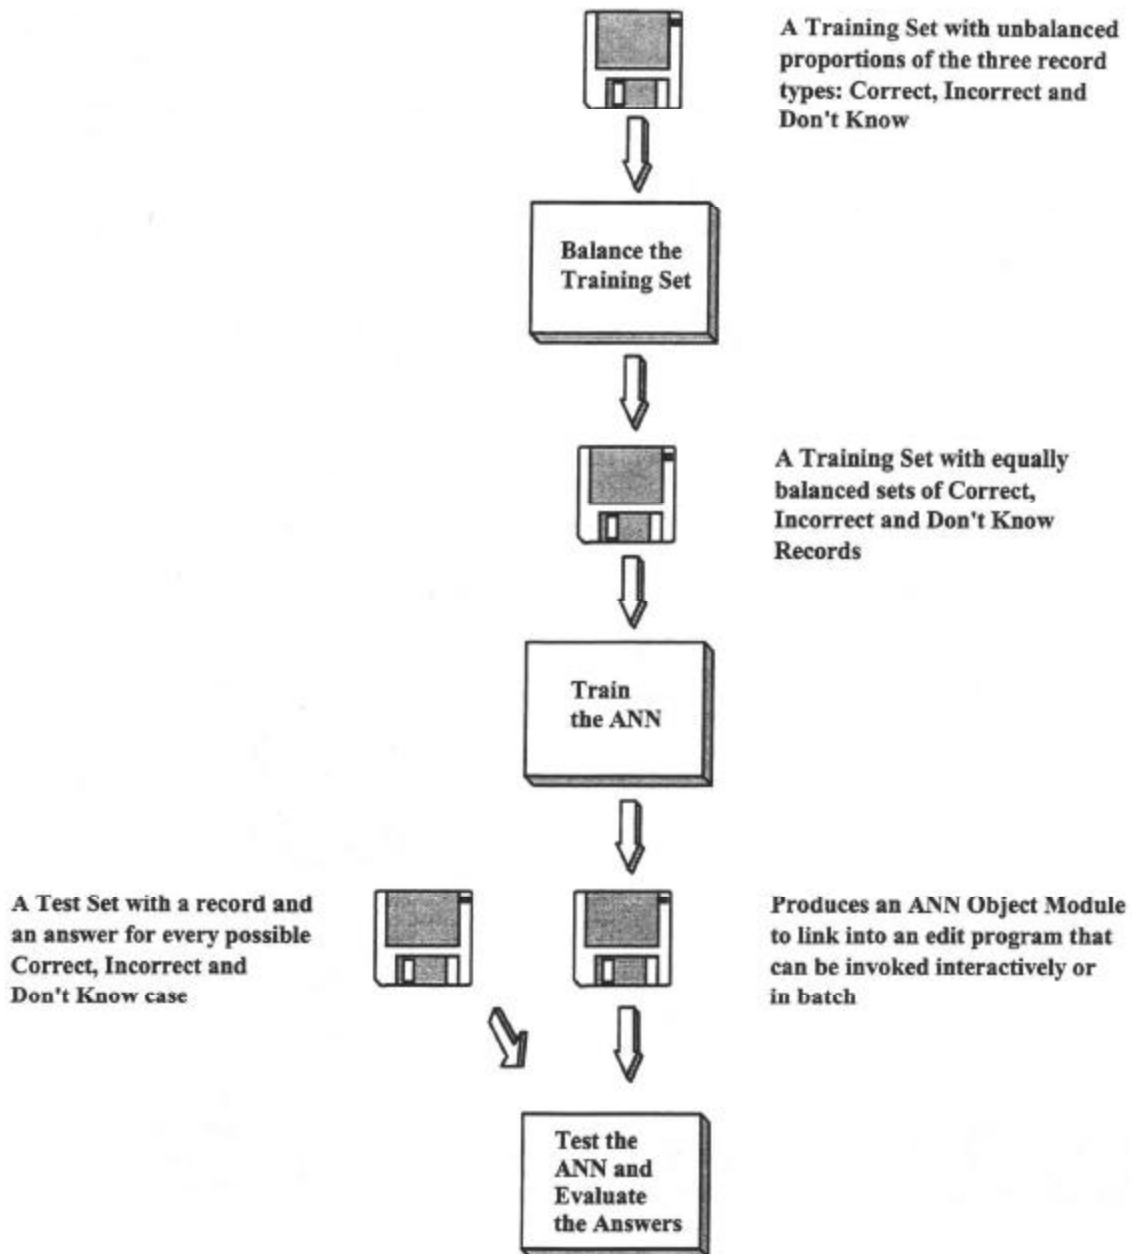 A Training Set with unbalanced
proportions of the three record
types: Correct, Incorrect and
Don't Know
Balance the
Training Set
A Training Set with equally
balanced sets of Correct,
Incorrect and Don't Know
Records
Train
the ANN
A Test Set with a record and
an answer for every possible
Correct, Incorrect and
Don't Know case
Produces an ANN Object Module
to link into an edit program that
can be invoked interactively or
in batch
Test the
ANN and
Evaluate
the Answers